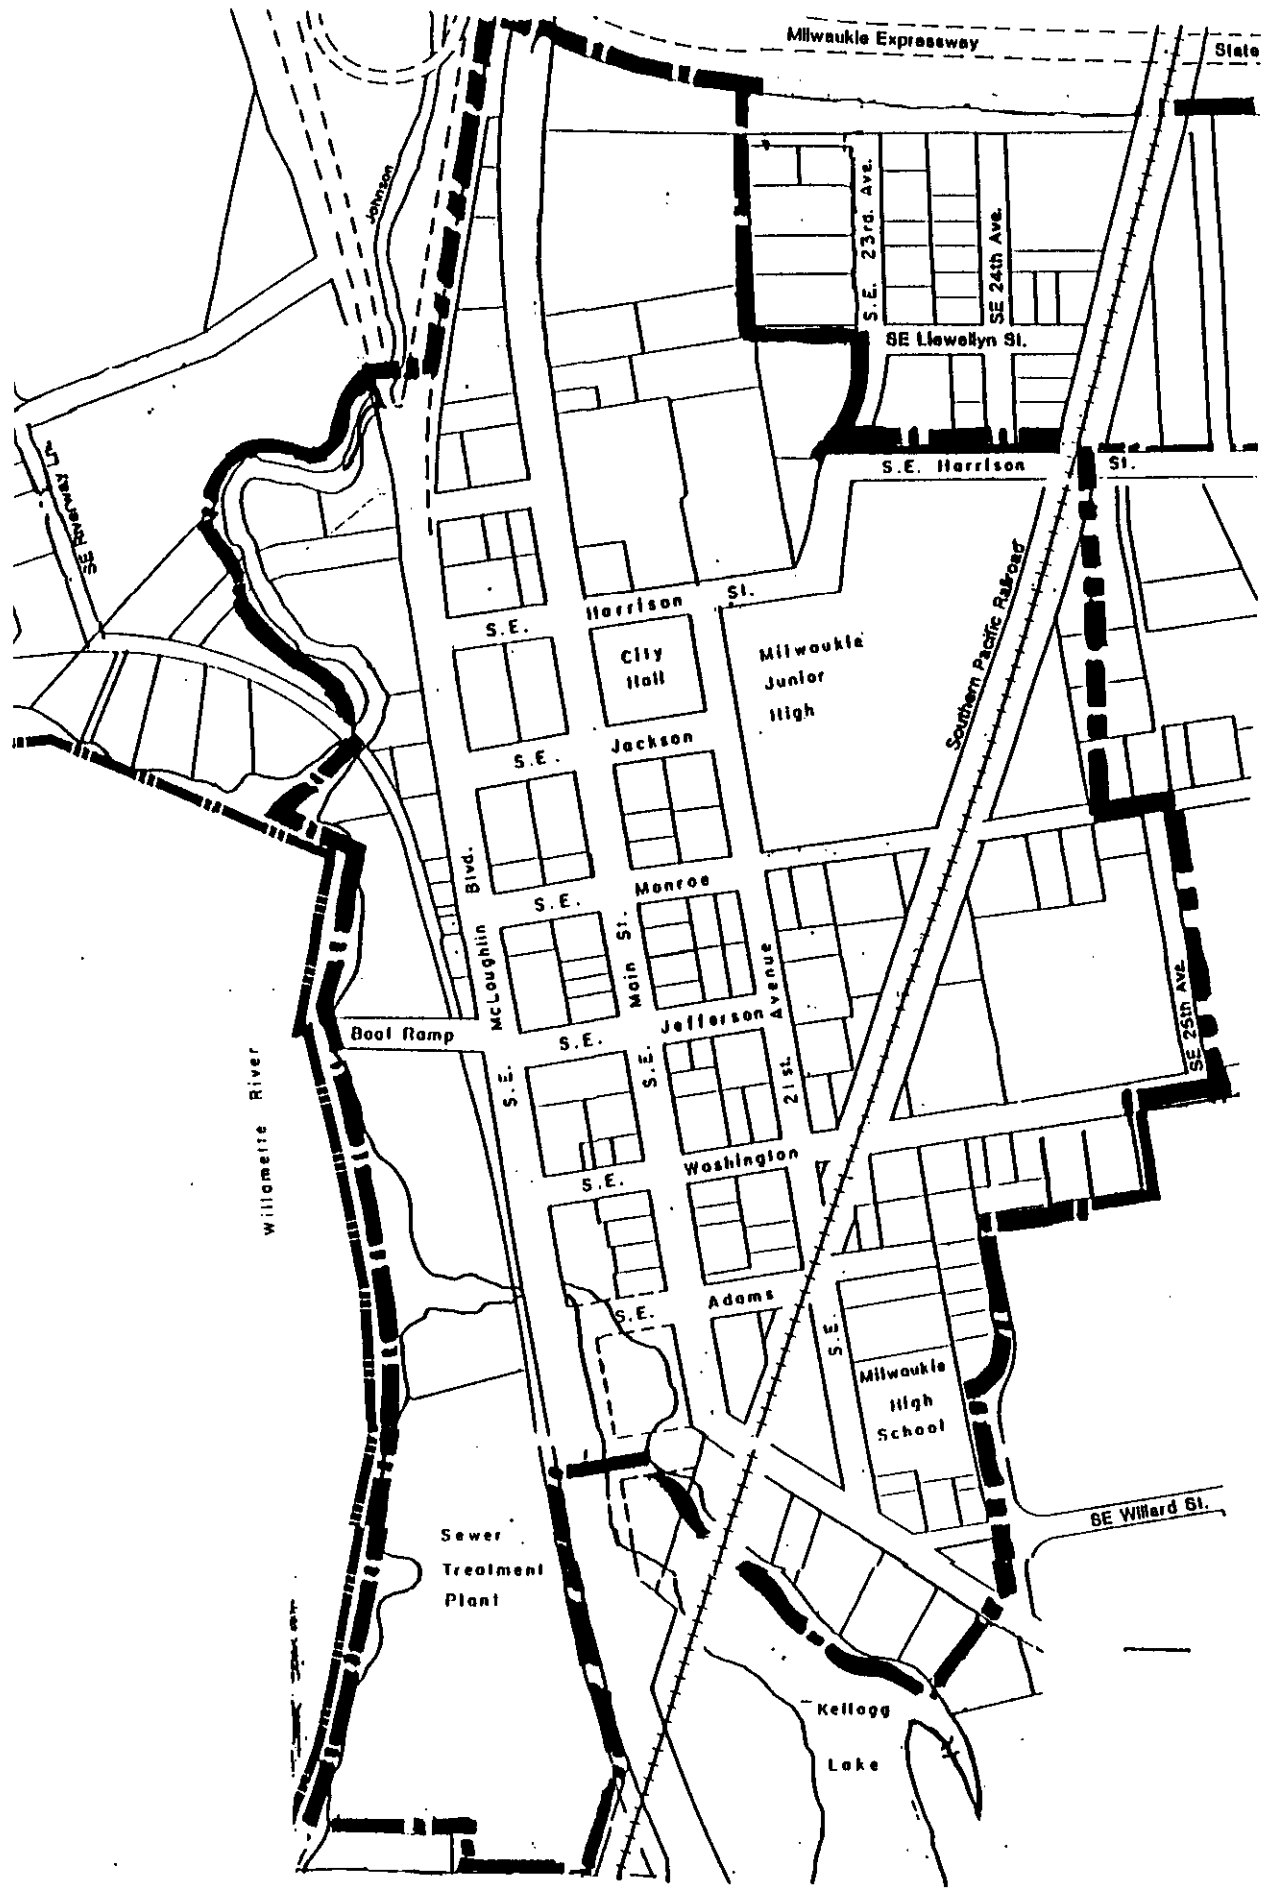 Milwaukie Expressway
State
Johnson
S.E. 23rd. Ave.
SE 24th Ave.
SE Llewellyn St.
S.E. Harrison St.
SE Riverway Ln
Southern Pacific Railroad
S.E. Harrison St.
City
Hall
Milwaukie
Junior
High
S.E. Jackson
S.E. Monroe
S.E. McLoughlin Blvd.
S.E. Main St.
21st. Avenue
S.E. Jefferson
Boat Ramp
SE 25th Ave
Willamette River
S.E. Washington
S.E. Adams
S.E.
Milwaukie
High
School
SE Willard St.
Sewer
Treatment
Plant
Kellogg
Lake